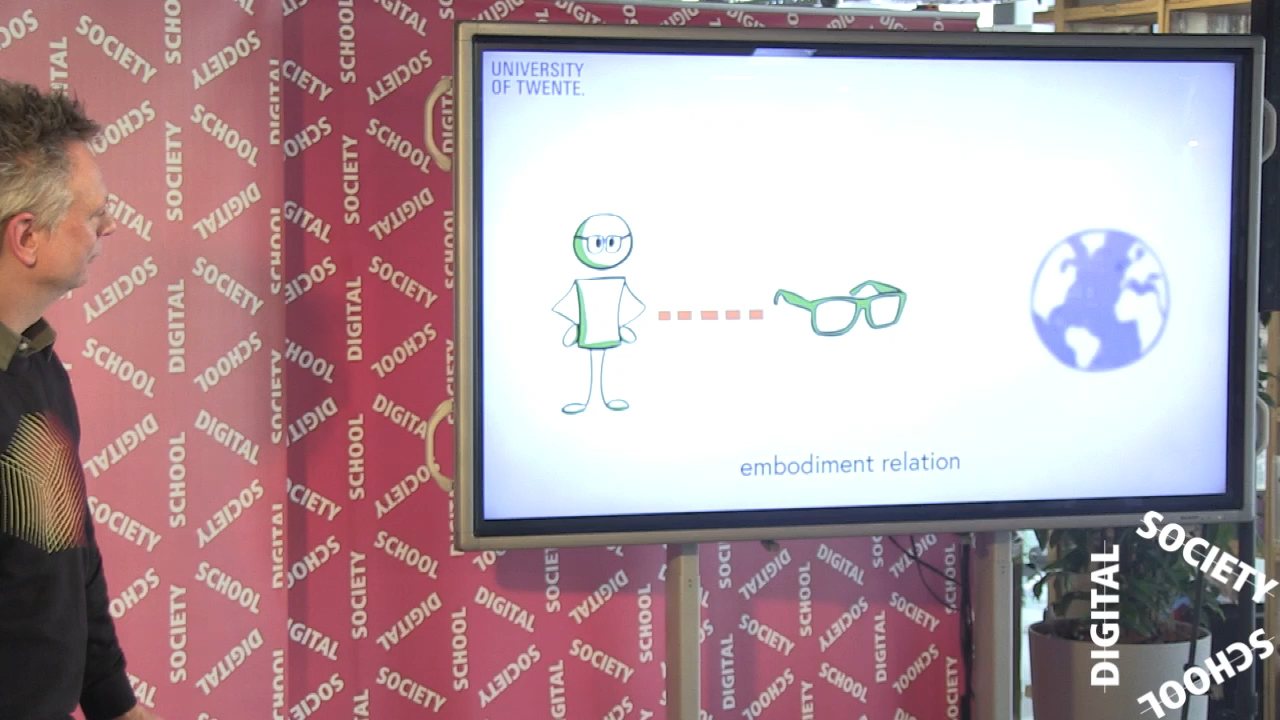 UNIVERSITY
OF TWENTE.
embodiment relation
DIGITAL
SOCIETY
SCHOOL